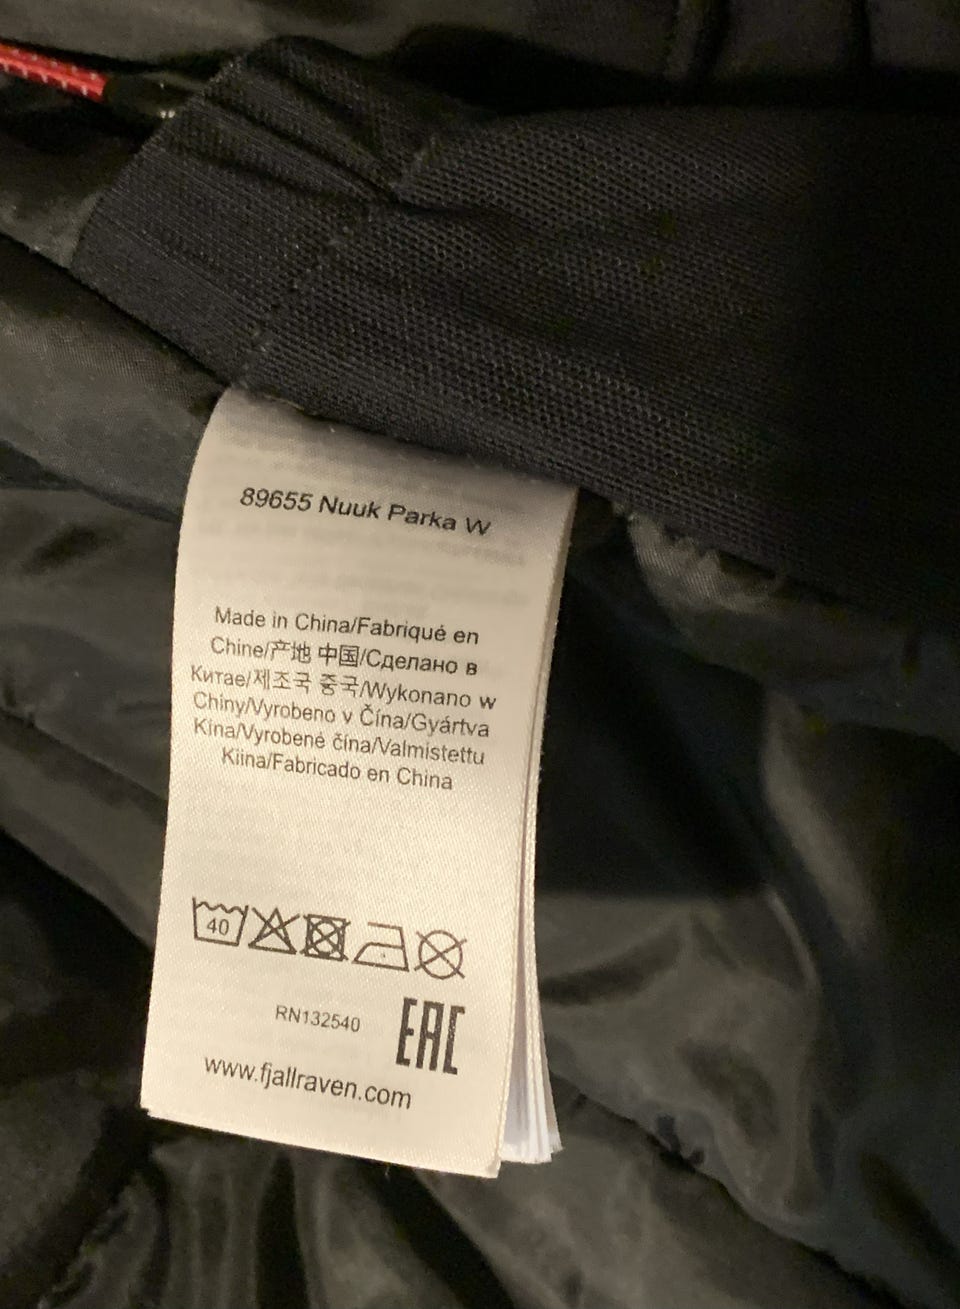 89655 Nuuk Parka W
Made in China/Fabriqué en
Chine/产地 中国/Сделано в
Китае/제조국 중국/Wykonano w
Chiny/Vyrobeno v Čína/Gyártva
Kína/Vyrobené čína/Valmistettu
Kiina/Fabricado en China
40
RN132540
EAC
www.fjallraven.com